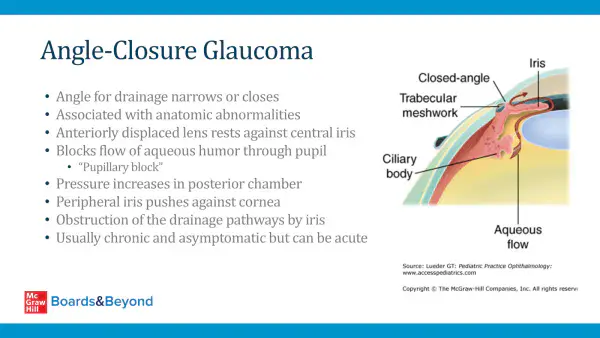 Angle-Closure Glaucoma
• Angle for drainage narrows or closes
• Associated with anatomic abnormalities
• Anteriorly displaced lens rests against central iris
• Blocks flow of aqueous humor through pupil
• "Pupillary block"
• Pressure increases in posterior chamber
• Peripheral iris pushes against cornea
• Obstruction of the drainage pathways by iris
• Usually chronic and asymptomatic but can be acute
Iris
Closed-angle
Trabecular
meshwork
Ciliary
body
Aqueous
flow
Source: Lueder GT: Pediatric Practice Ophthalmology:
www.accesspediatrics.com
Copyright © The McGraw-Hill Companies, Inc. All rights reserv
Mc
Graw
Hill
Boards&Beyond